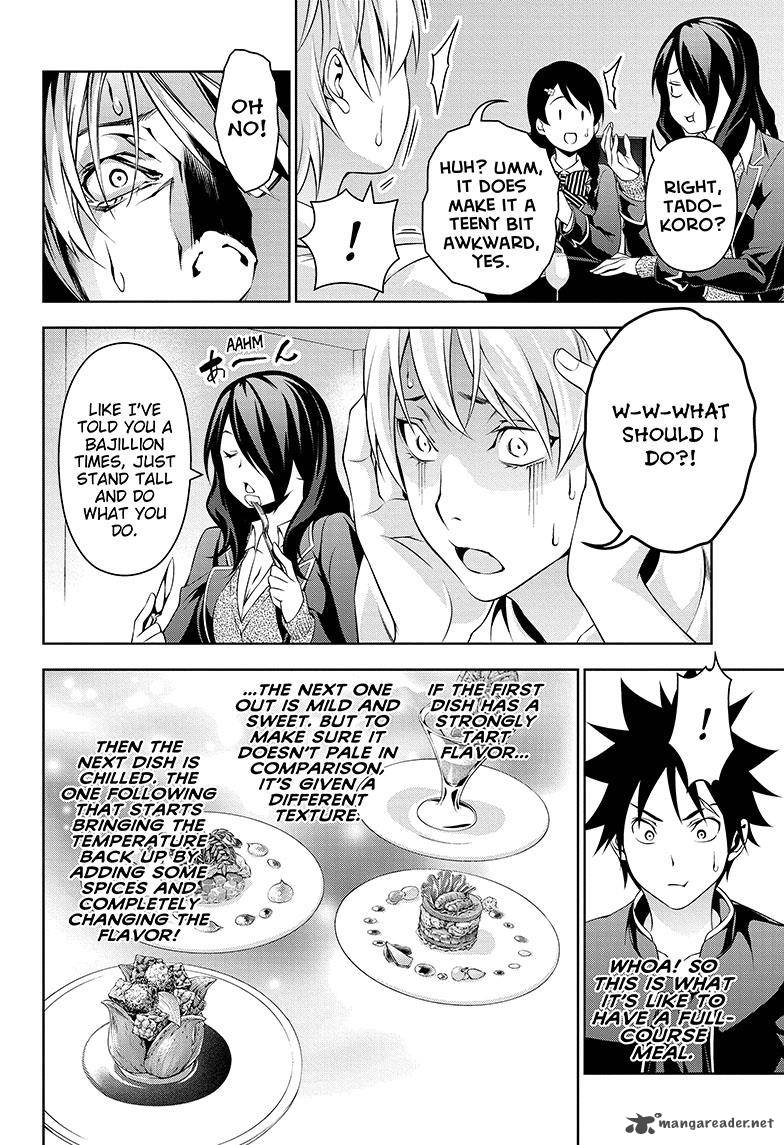 RIGHT,
TADO-
KORO?
HUH? UMM,
IT DOES
MAKE IT A
TEENY BIT
AWKWARD,
YES.
!
OH
NO!
W-W-WHAT
SHOULD I
DO?!
AAHM
あ〜ん
LIKE I'VE
TOLD YOU A
BAJILLION
TIMES, JUST
STAND TALL
AND DO
WHAT YOU
DO.
!
WHOA! SO
THIS IS WHAT
IT'S LIKE TO
HAVE A FULL-
COURSE
MEAL.
IF THE FIRST
DISH HAS A
STRONGLY
TART
FLAVOR...
...THE NEXT ONE
OUT IS MILD AND
SWEET. BUT TO
MAKE SURE IT
DOESN'T PALE IN
COMPARISON,
IT'S GIVEN A
DIFFERENT
TEXTURE.
THEN THE
NEXT DISH IS
CHILLED. THE
ONE FOLLOWING
THAT STARTS
BRINGING THE
TEMPERATURE
BACK UP BY
ADDING SOME
SPICES AND
COMPLETELY
CHANGING THE
FLAVOR!
mangareader.net